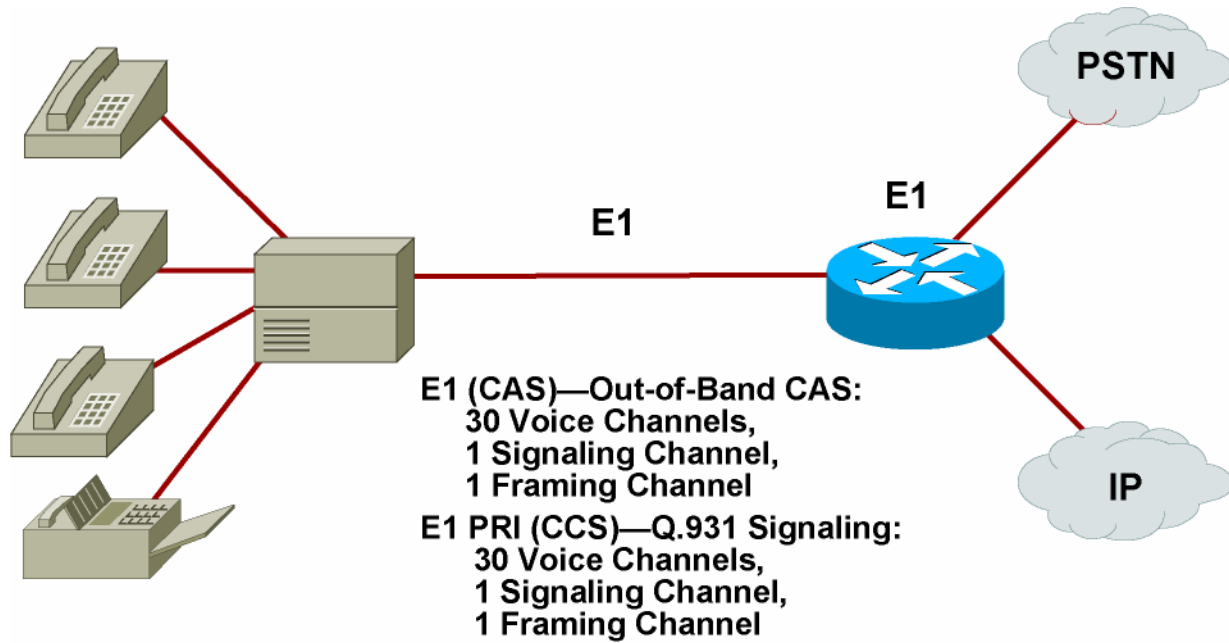 PSTN
E1
E1
E1 (CAS)—Out-of-Band CAS:
30 Voice Channels,
1 Signaling Channel,
1 Framing Channel
IP
E1 PRI (CCS)—Q.931 Signaling:
30 Voice Channels,
1 Signaling Channel,
1 Framing Channel